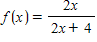 f(x) = 2x / (2x + 4)